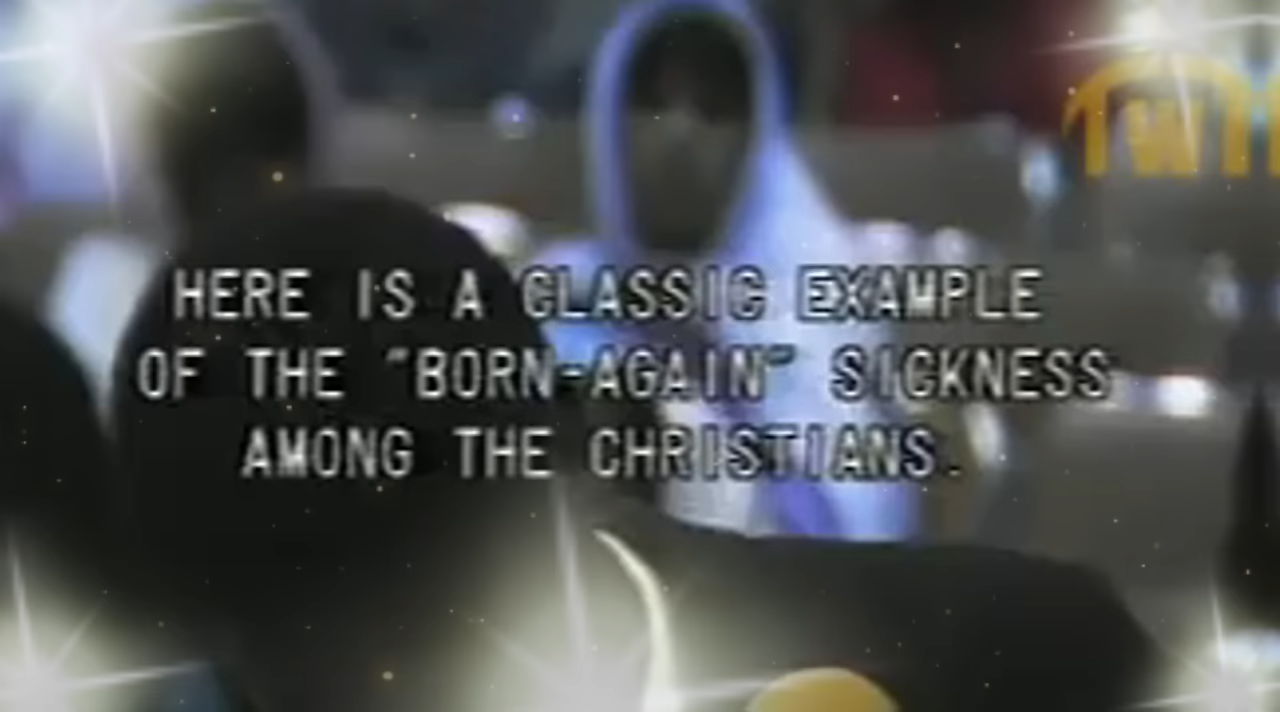 HERE IS A CLASSIC EXAMPLE
OF THE "BORN-AGAIN" SICKNESS
AMONG THE CHRISTIANS.